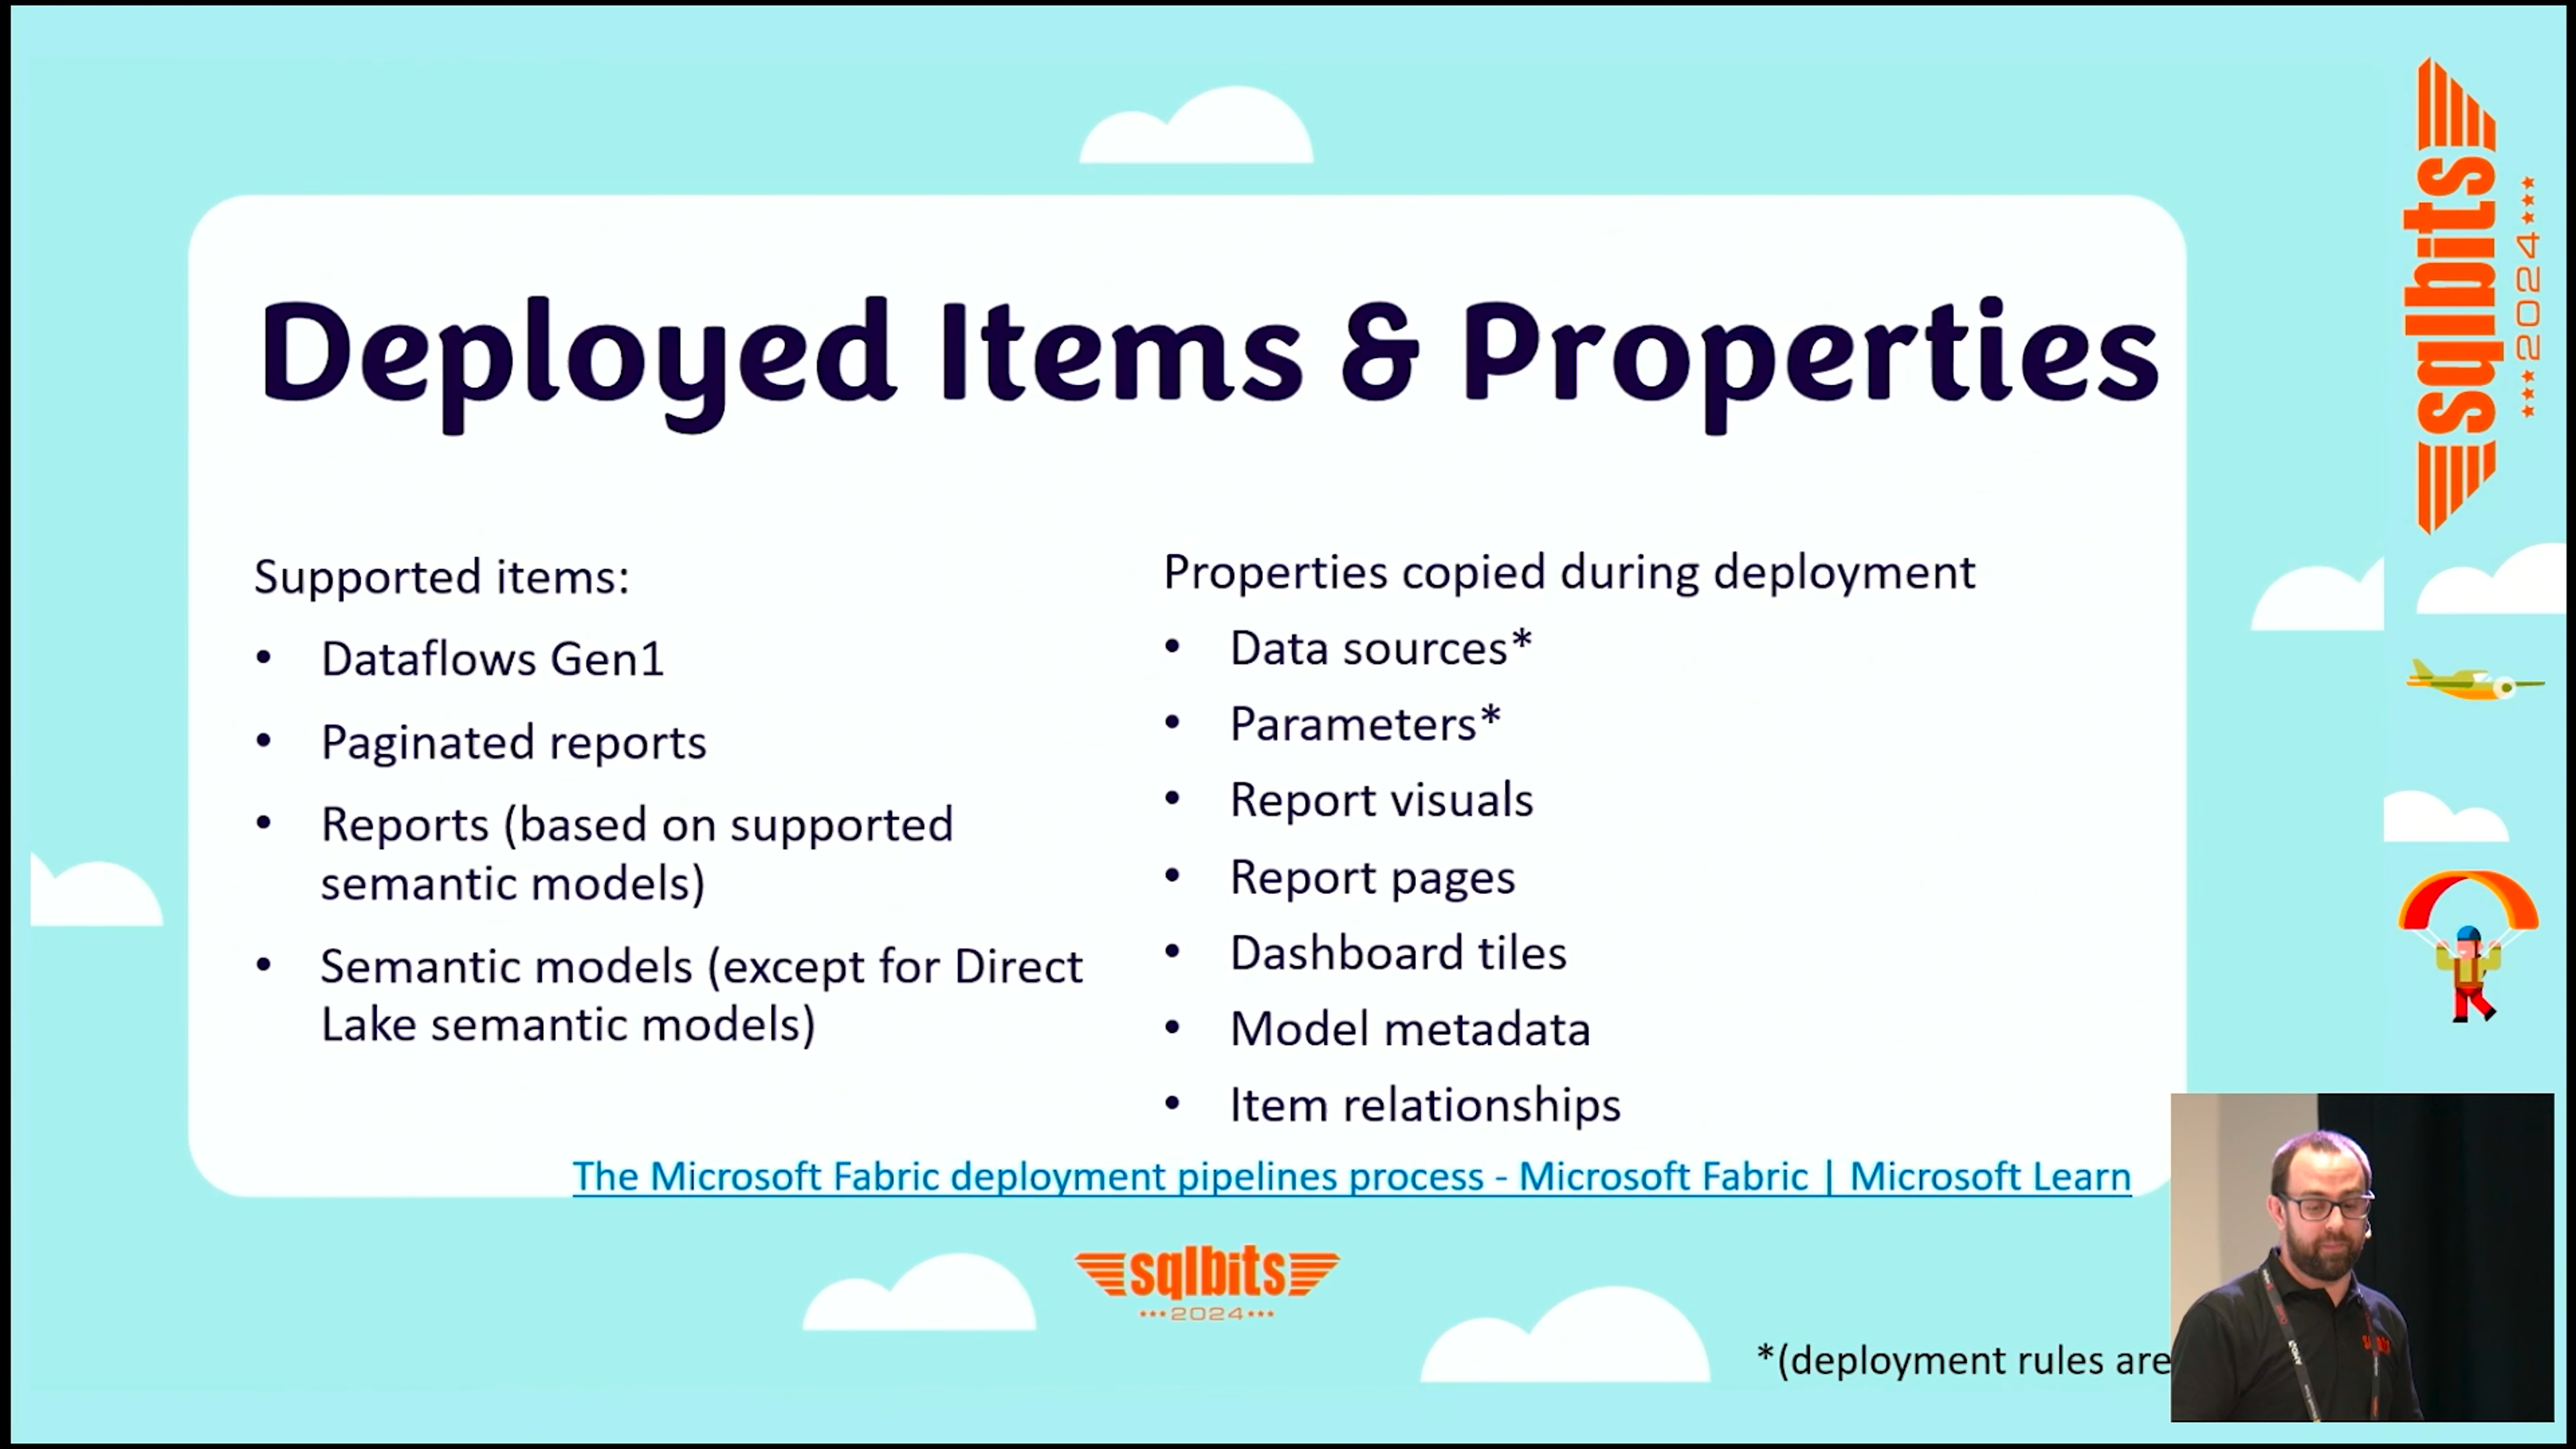 Deployed Items & Properties
Supported items:
• Dataflows Gen1
• Paginated reports
• Reports (based on supported
semantic models)
• Semantic models (except for Direct
Lake semantic models)
Properties copied during deployment
• Data sources*
• Parameters*
• Report visuals
• Report pages
• Dashboard tiles
• Model metadata
• Item relationships
The Microsoft Fabric deployment pipelines process - Microsoft Fabric | Microsoft Learn
sqlbits
2024
*(deployment rules are
sqlbits
2024